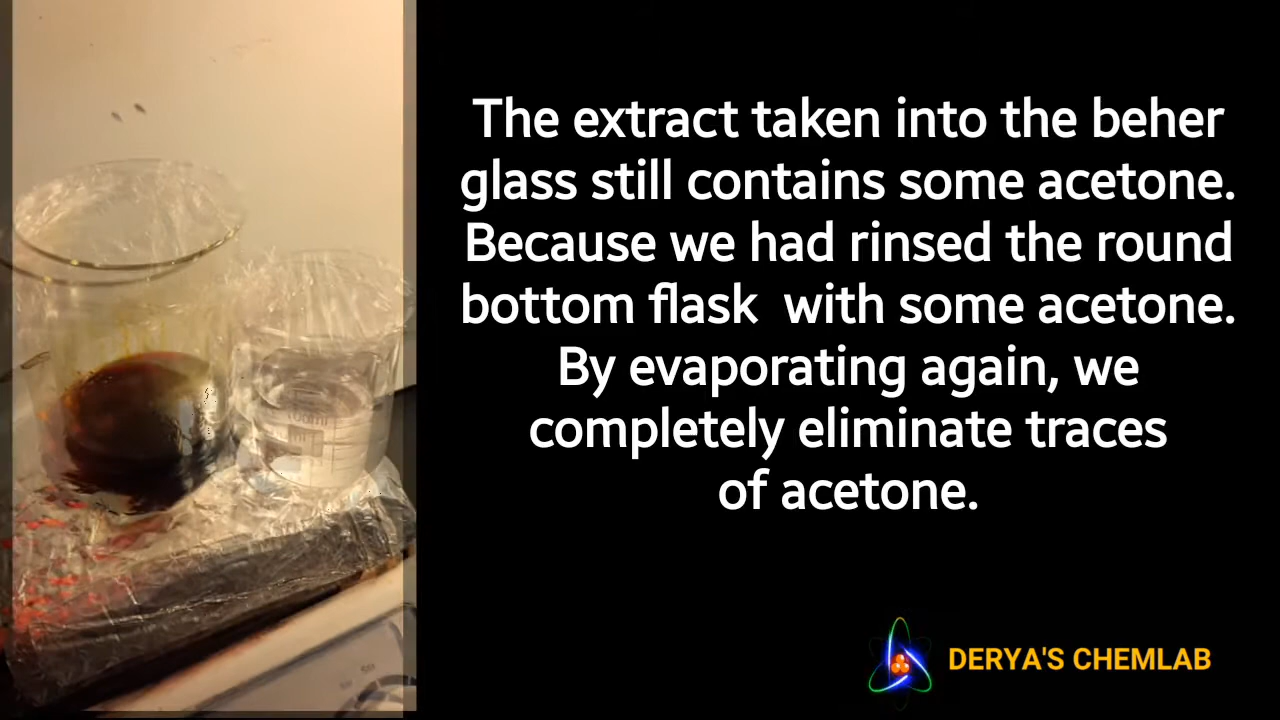 The extract taken into the beher
glass still contains some acetone.
Because we had rinsed the round
bottom flask with some acetone.
By evaporating again, we
completely eliminate traces
of acetone.
DERYA'S CHEMLAB